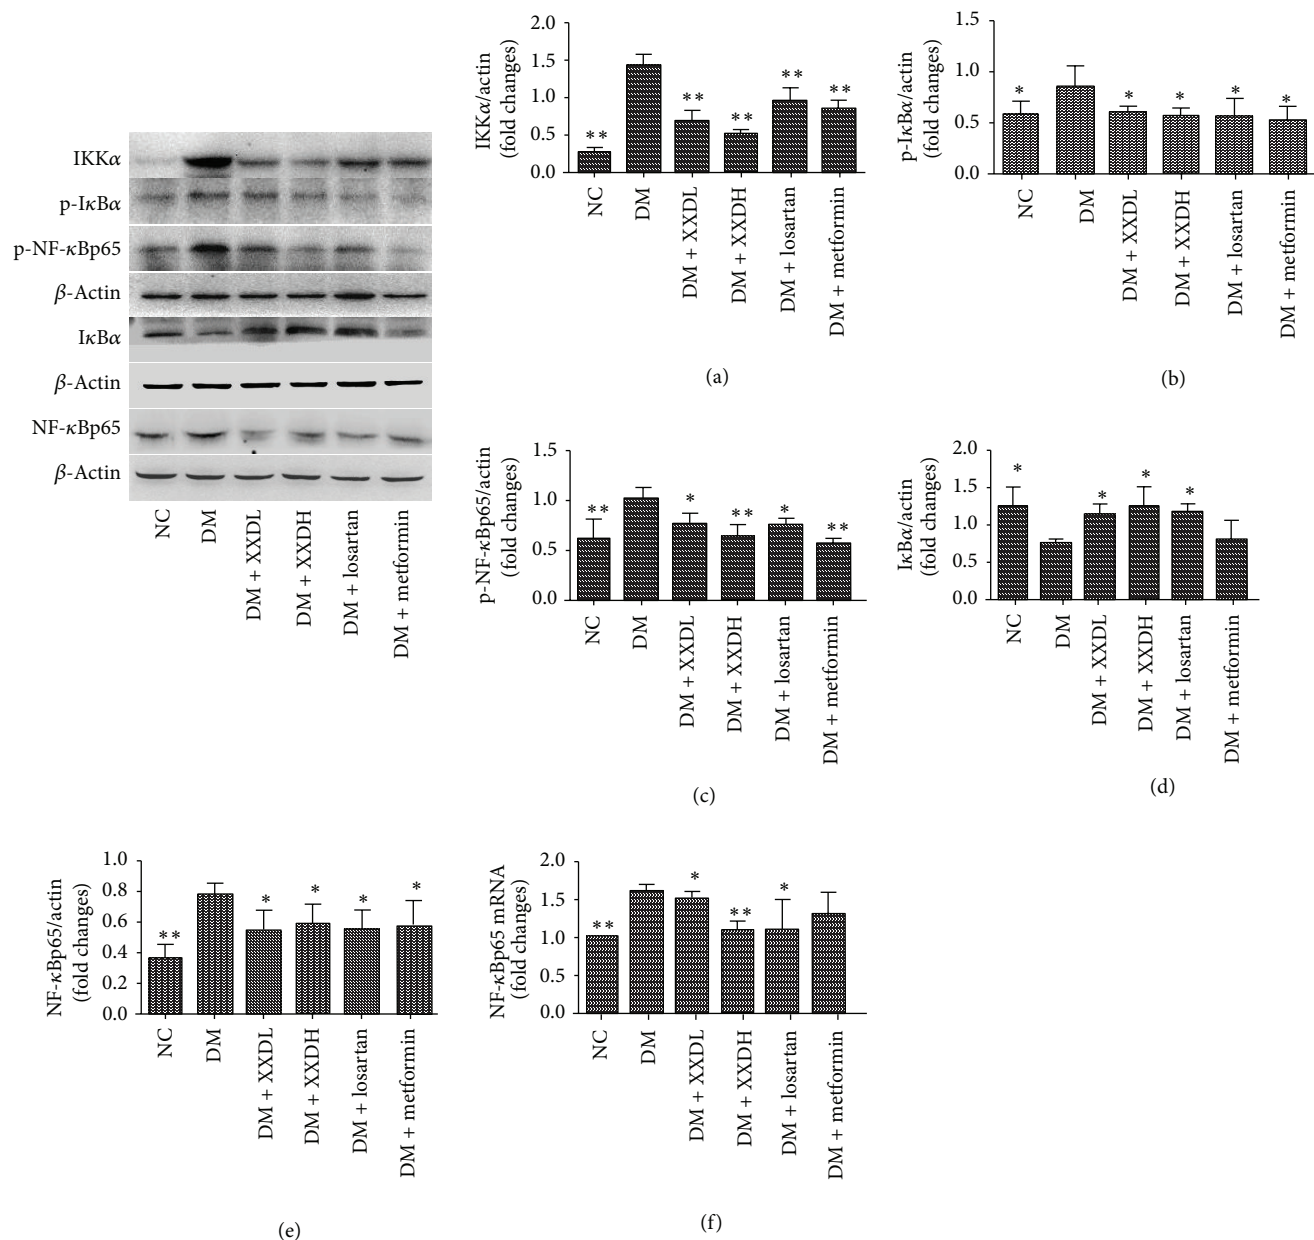 IKKα
p-IκBα
p-NF-κBp65
β-Actin
IκBα
β-Actin
NF-κBp65
β-Actin
NC
DM
DM + XXDL
DM + XXDH
DM + losartan
DM + metformin
IKKα/actin
(fold changes)
2.0
1.5
1.0
0.5
0.0
**
**
**
**
**
NC
DM
DM + XXDL
DM + XXDH
DM + losartan
DM + metformin
(a)
p-IκBα/actin
(fold changes)
1.5
1.0
0.5
0.0
*
*
*
*
*
NC
DM
DM + XXDL
DM + XXDH
DM + losartan
DM + metformin
(b)
p-NF-κBp65/actin
(fold changes)
1.5
1.0
0.5
0.0
**
*
**
*
**
NC
DM
DM + XXDL
DM + XXDH
DM + losartan
DM + metformin
(c)
IκBα/actin
(fold changes)
2.0
1.5
1.0
0.5
0.0
*
*
*
*
NC
DM
DM + XXDL
DM + XXDH
DM + losartan
DM + metformin
(d)
NF-κBp65/actin
(fold changes)
1.0
0.8
0.6
0.4
0.2
0.0
**
*
*
*
*
NC
DM
DM + XXDL
DM + XXDH
DM + losartan
DM + metformin
(e)
NF-κBp65 mRNA
(fold changes)
2.0
1.5
1.0
0.5
0.0
**
*
**
*
NC
DM
DM + XXDL
DM + XXDH
DM + losartan
DM + metformin
(f)